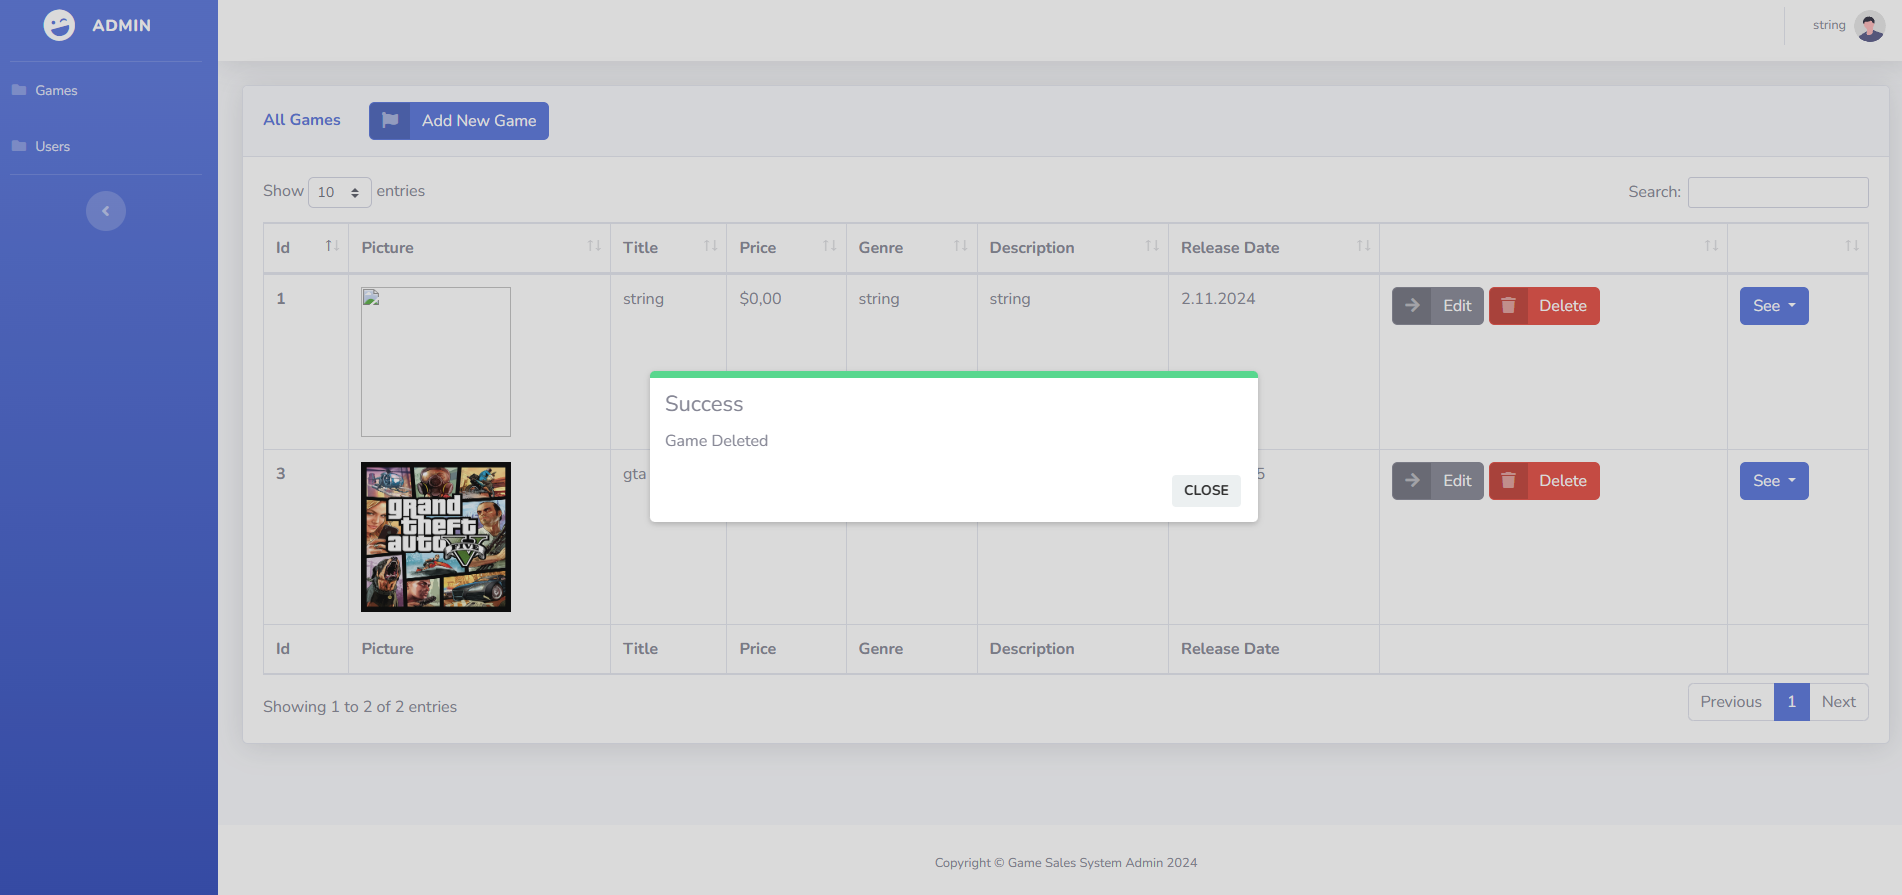 ADMIN
string
Games
Users
All Games
Add New Game
Show 10 entries
Search:
Id Picture Title Price Genre Description Release Date
1 string $0,00 string string 2.11.2024 Edit Delete See
Success
Game Deleted
CLOSE
3 gta 5 Edit Delete See
grand
theft
auto
FIVE
Id Picture Title Price Genre Description Release Date
Showing 1 to 2 of 2 entries
Previous 1 Next
Copyright © Game Sales System Admin 2024